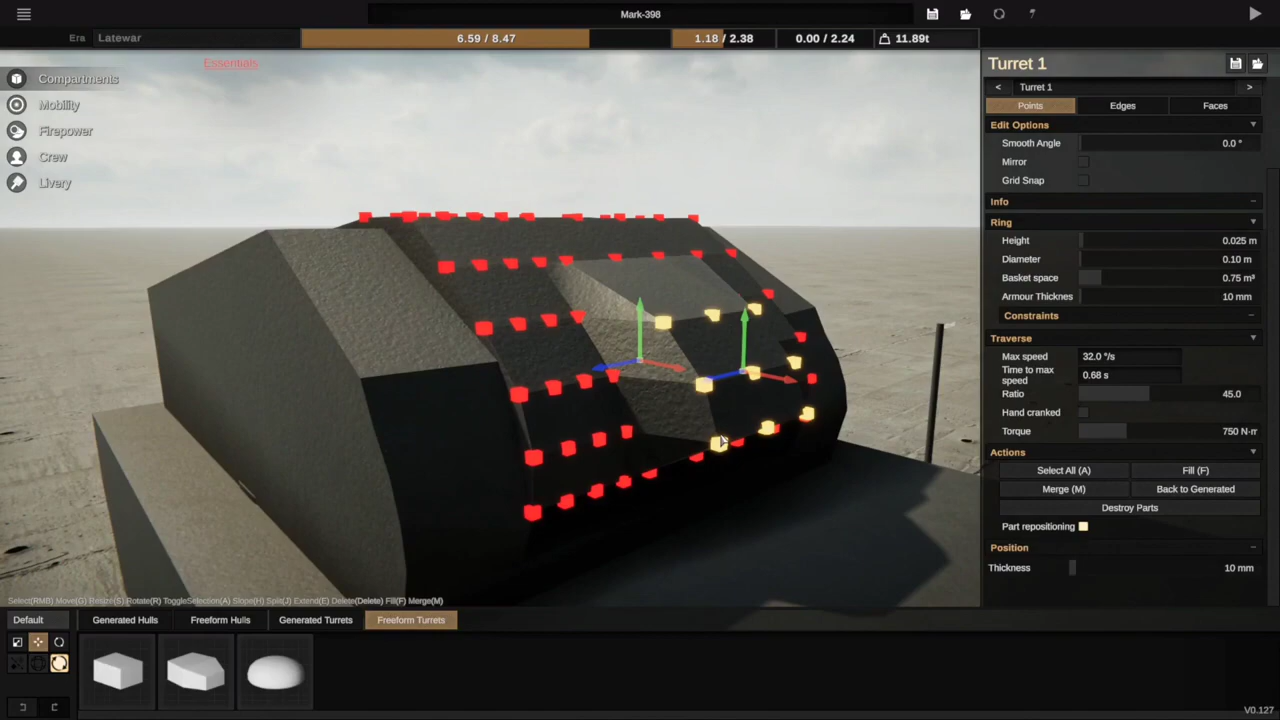 Mark-398
Era Latewar
6.59 / 8.47
1.18 / 2.38
0.00 / 2.24
11.89t
Essentials
Compartments
Mobility
Firepower
Crew
Livery
Turret 1
< Turret 1 >
Points Edges Faces
Edit Options
Smooth Angle 0.0 °
Mirror
Grid Snap
Info
Ring
Height 0.025 m
Diameter 0.10 m
Basket space 0.75 m³
Armour Thicknes 10 mm
Constraints
Traverse
Max speed 32.0 °/s
Time to max
speed 0.68 s
Ratio 45.0
Hand cranked
Torque 750 N·m
Actions
Select All (A) Fill (F)
Merge (M) Back to Generated
Destroy Parts
Part repositioning
Position
Thickness 10 mm
Select(RMB) Move(G) Resize(S) Rotate(R) ToggleSelection(A) Slope(H) Split(J) Extend(E) Delete(Delete) Fill(F) Merge(M)
Default Generated Hulls Freeform Hulls Generated Turrets Freeform Turrets
V0.127